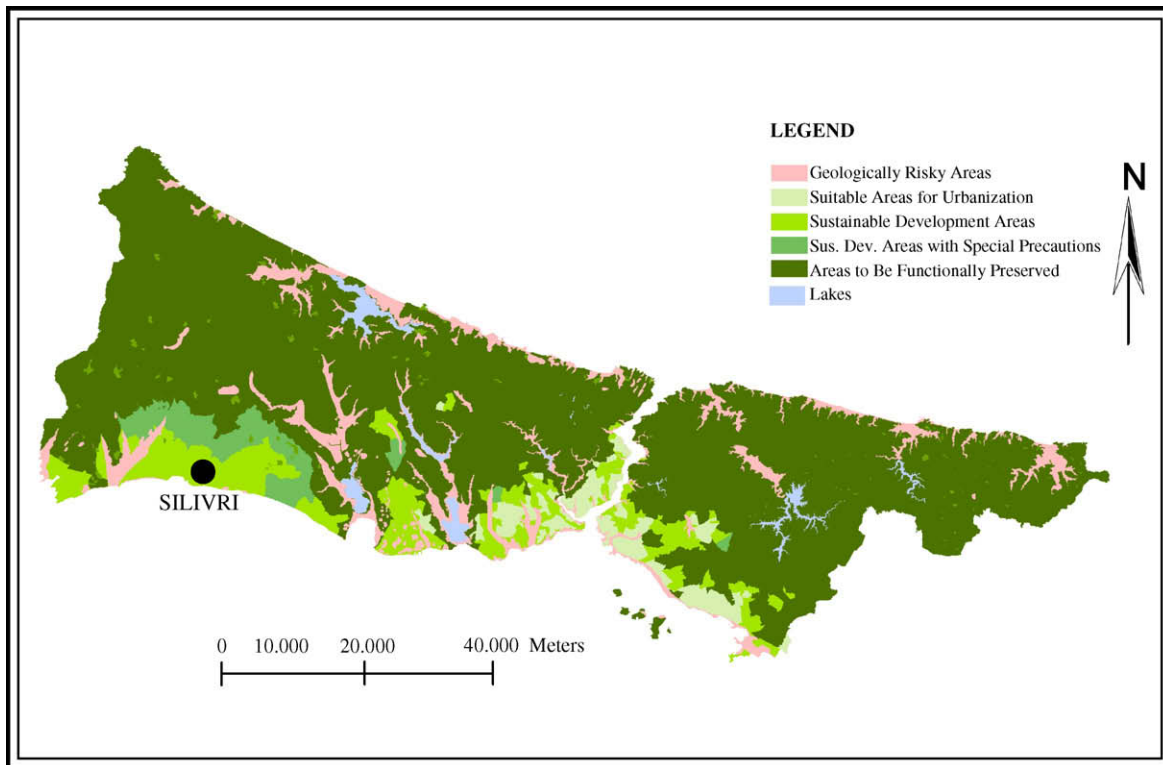 LEGEND
Geologically Risky Areas
Suitable Areas for Urbanization
Sustainable Development Areas
Sus. Dev. Areas with Special Precautions
Areas to Be Functionally Preserved
Lakes
N
SILIVRI
0 10.000 20.000 40.000 Meters